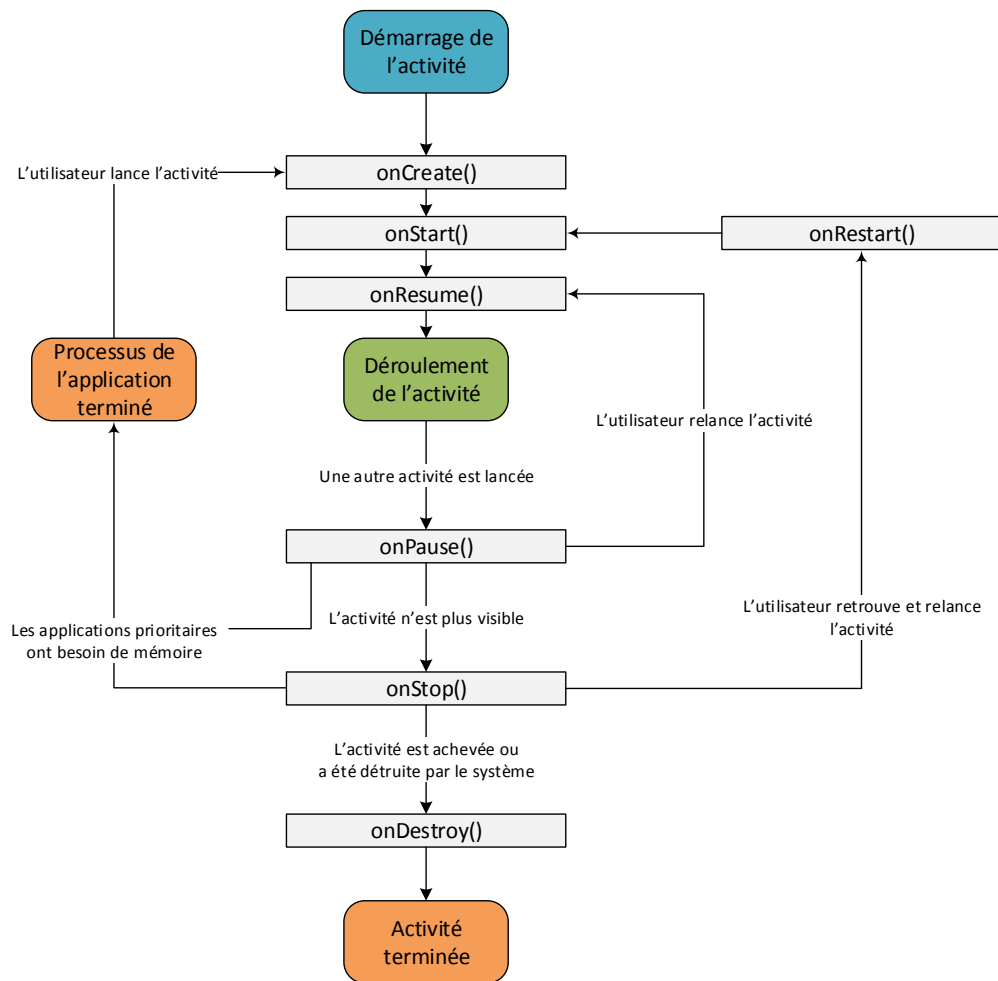 Démarrage de
l’activité
L’utilisateur lance l’activité
onCreate()
onStart()
onRestart()
onResume()
Processus de
l’application
terminé
Déroulement
de l’activité
L’utilisateur relance l’activité
Une autre activité est lancée
onPause()
Les applications prioritaires
ont besoin de mémoire
L’activité n’est plus visible
L’utilisateur retrouve et relance
l’activité
onStop()
L’activité est achevée ou
a été détruite par le système
onDestroy()
Activité
terminée